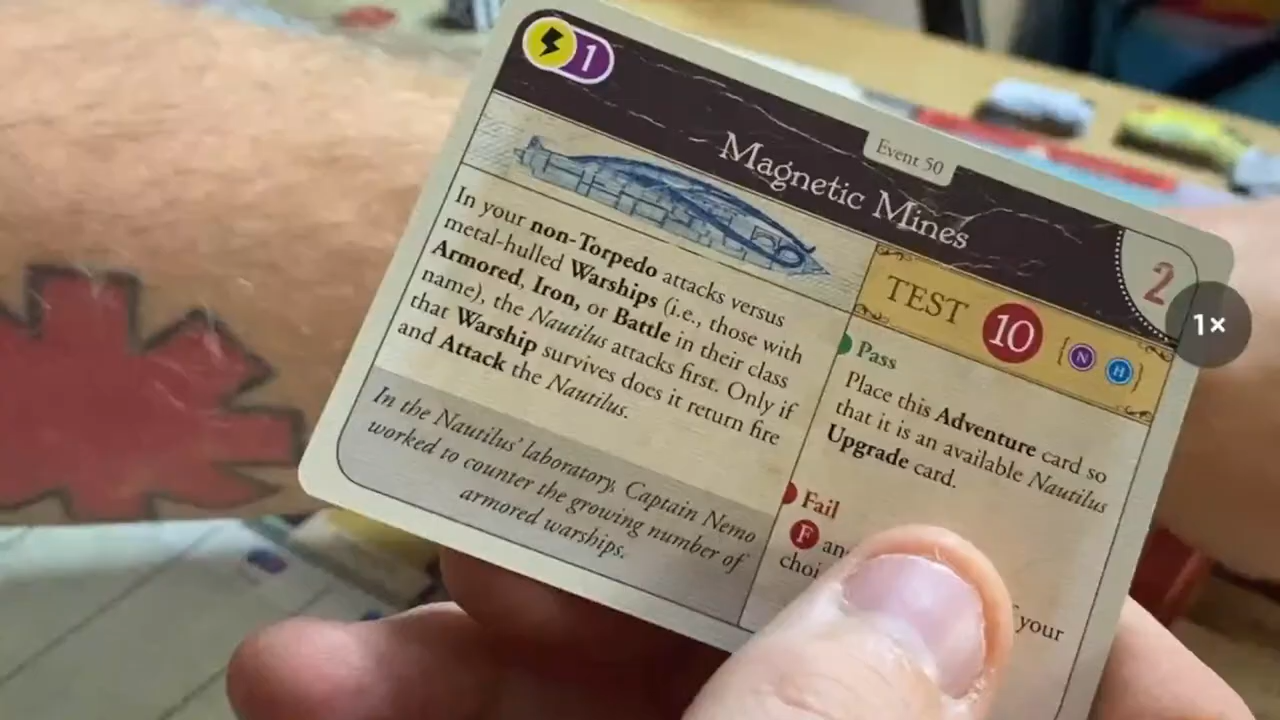 1
Event 50
Magnetic Mines
2
In your non-Torpedo attacks versus
metal-hulled Warships (i.e., those with
Armored, Iron, or Battle in their class
name), the Nautilus attacks first. Only if
that Warship survives does it return fire
and Attack the Nautilus.
In the Nautilus' laboratory, Captain Nemo
worked to counter the growing number of
armored warships.
TEST 10 { N H }
Pass
Place this Adventure card so
that it is an available Nautilus
Upgrade card.
Fail
F
your
1×